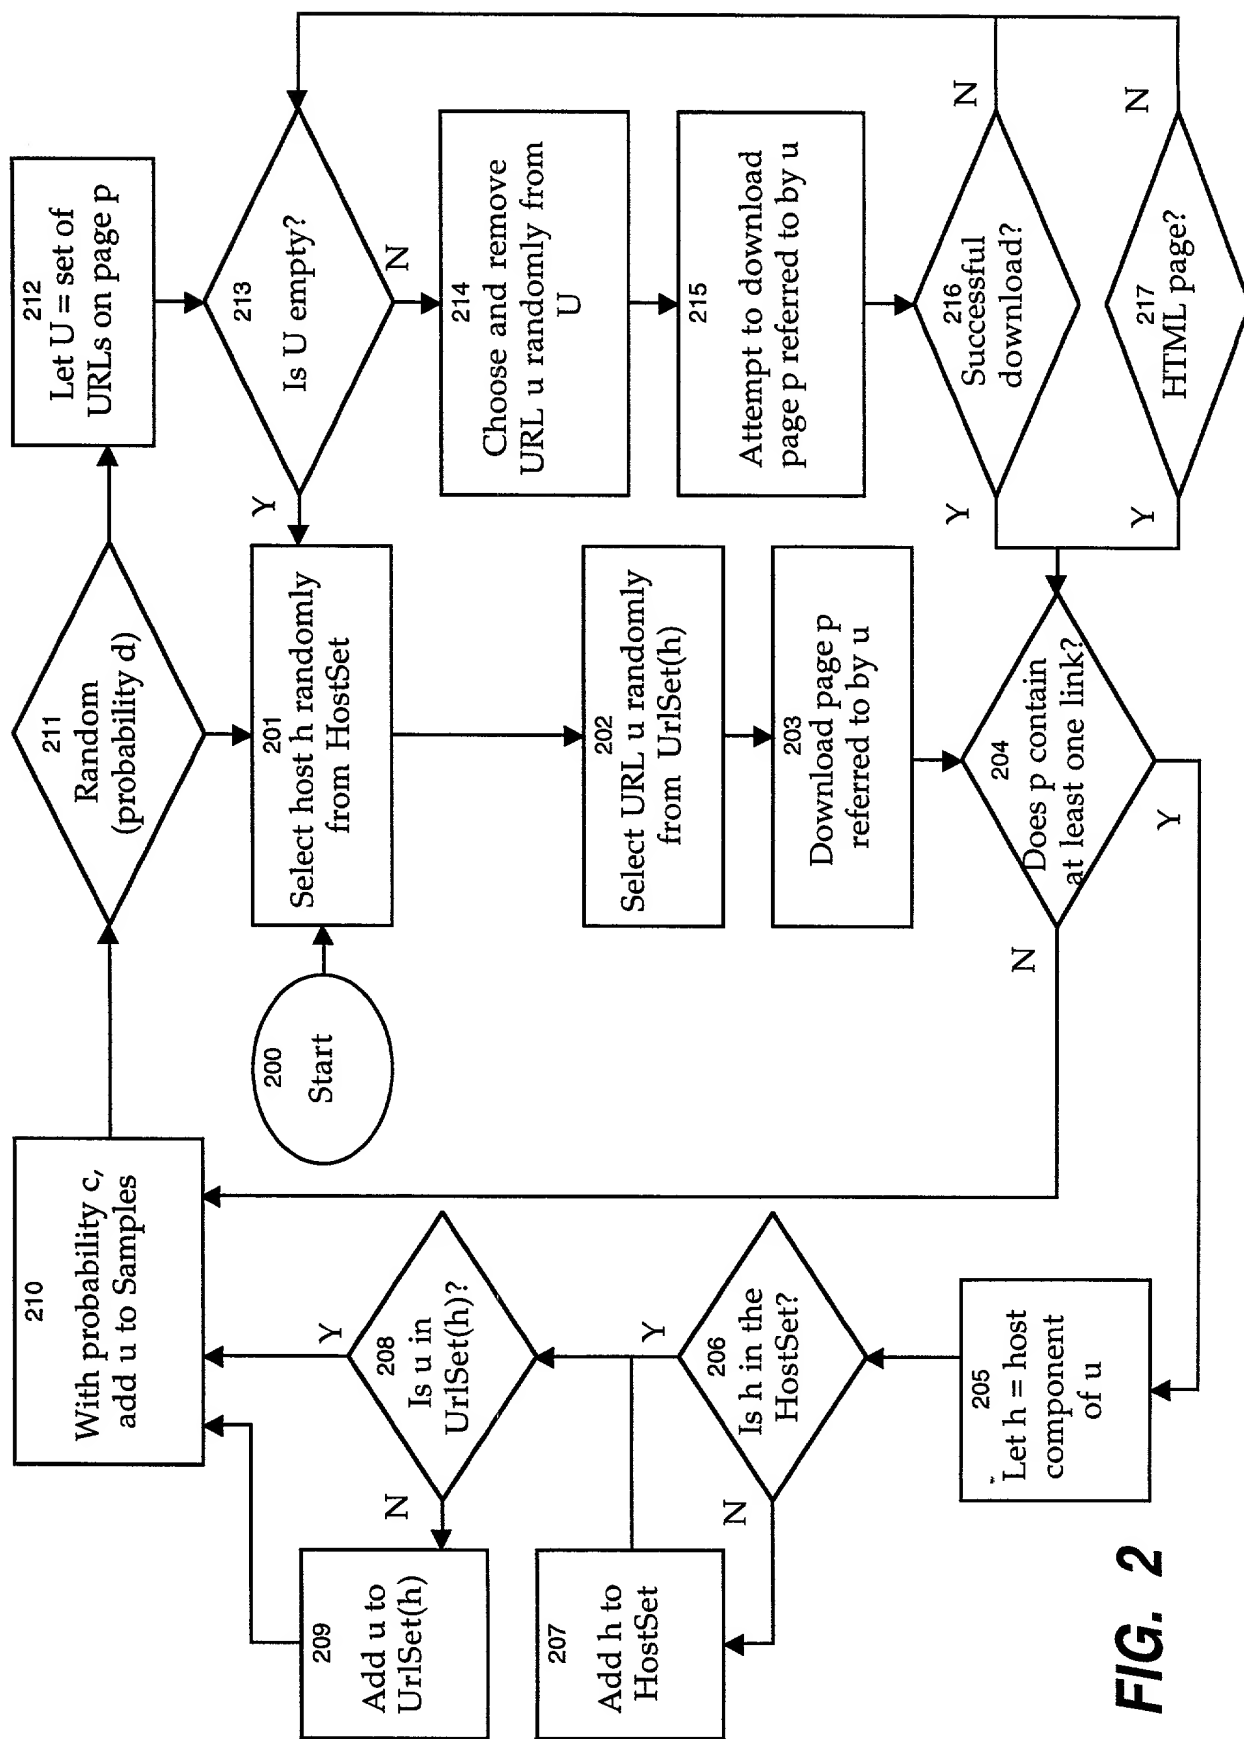 210
With probability c,
add u to Samples
211
Random
(probability d)
212
Let U = set of
URLs on page p
209
Add u to
UrlSet(h)
N
208
Is u in
UrlSet(h)?
Y
200
Start
201
Select host h randomly
from HostSet
Y
213
Is U empty?
N
207
Add h to
HostSet
N
206
Is h in the
HostSet?
Y
202
Select URL u randomly
from UrlSet(h)
214
Choose and remove
URL u randomly from
U
203
Download page p
referred to by u
215
Attempt to download
page p referred to by u
205
Let h = host
component
of u
N
204
Does p contain
at least one link?
Y
Y
216
Successful
download?
N
Y
217
HTML page?
N
FIG. 2